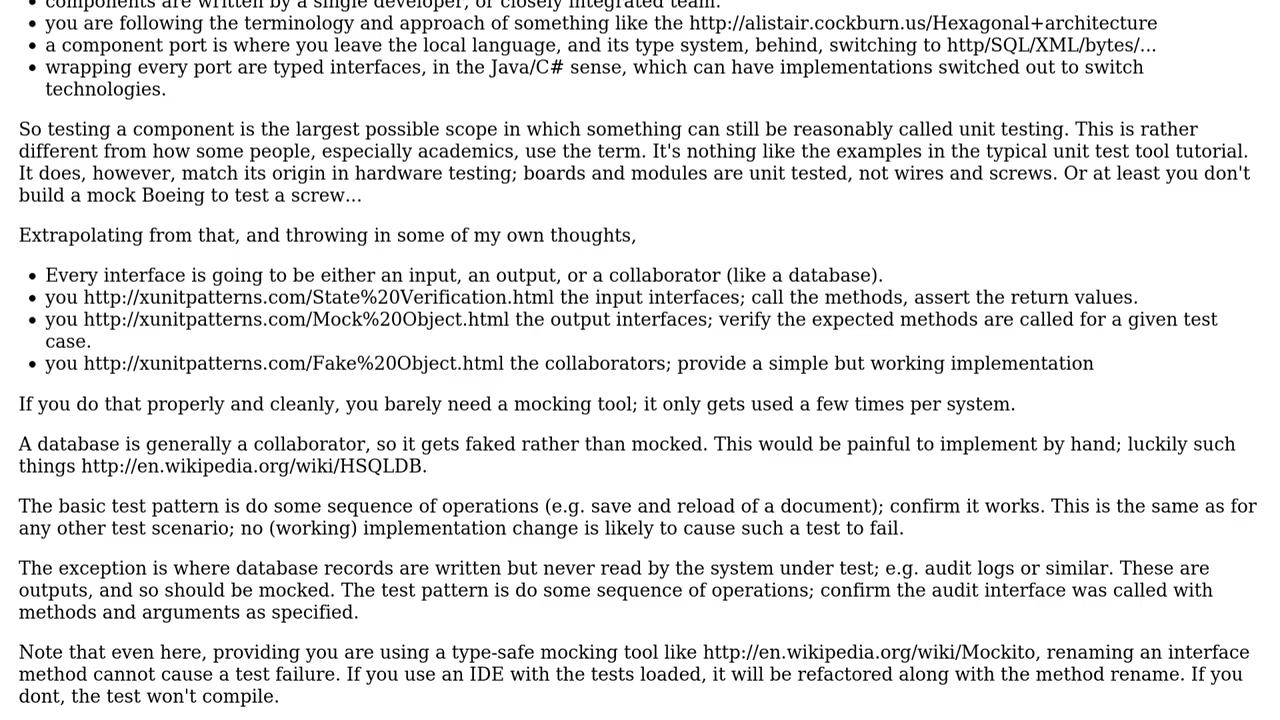 components are written by a single developer, or closely integrated team.
• you are following the terminology and approach of something like the http://alistair.cockburn.us/Hexagonal+architecture
• a component port is where you leave the local language, and its type system, behind, switching to http/SQL/XML/bytes/...
• wrapping every port are typed interfaces, in the Java/C# sense, which can have implementations switched out to switch
technologies.
So testing a component is the largest possible scope in which something can still be reasonably called unit testing. This is rather
different from how some people, especially academics, use the term. It's nothing like the examples in the typical unit test tool tutorial.
It does, however, match its origin in hardware testing; boards and modules are unit tested, not wires and screws. Or at least you don't
build a mock Boeing to test a screw...
Extrapolating from that, and throwing in some of my own thoughts,
• Every interface is going to be either an input, an output, or a collaborator (like a database).
• you http://xunitpatterns.com/State%20Verification.html the input interfaces; call the methods, assert the return values.
• you http://xunitpatterns.com/Mock%20Object.html the output interfaces; verify the expected methods are called for a given test
case.
• you http://xunitpatterns.com/Fake%20Object.html the collaborators; provide a simple but working implementation
If you do that properly and cleanly, you barely need a mocking tool; it only gets used a few times per system.
A database is generally a collaborator, so it gets faked rather than mocked. This would be painful to implement by hand; luckily such
things http://en.wikipedia.org/wiki/HSQLDB.
The basic test pattern is do some sequence of operations (e.g. save and reload of a document); confirm it works. This is the same as for
any other test scenario; no (working) implementation change is likely to cause such a test to fail.
The exception is where database records are written but never read by the system under test; e.g. audit logs or similar. These are
outputs, and so should be mocked. The test pattern is do some sequence of operations; confirm the audit interface was called with
methods and arguments as specified.
Note that even here, providing you are using a type-safe mocking tool like http://en.wikipedia.org/wiki/Mockito, renaming an interface
method cannot cause a test failure. If you use an IDE with the tests loaded, it will be refactored along with the method rename. If you
dont, the test won't compile.